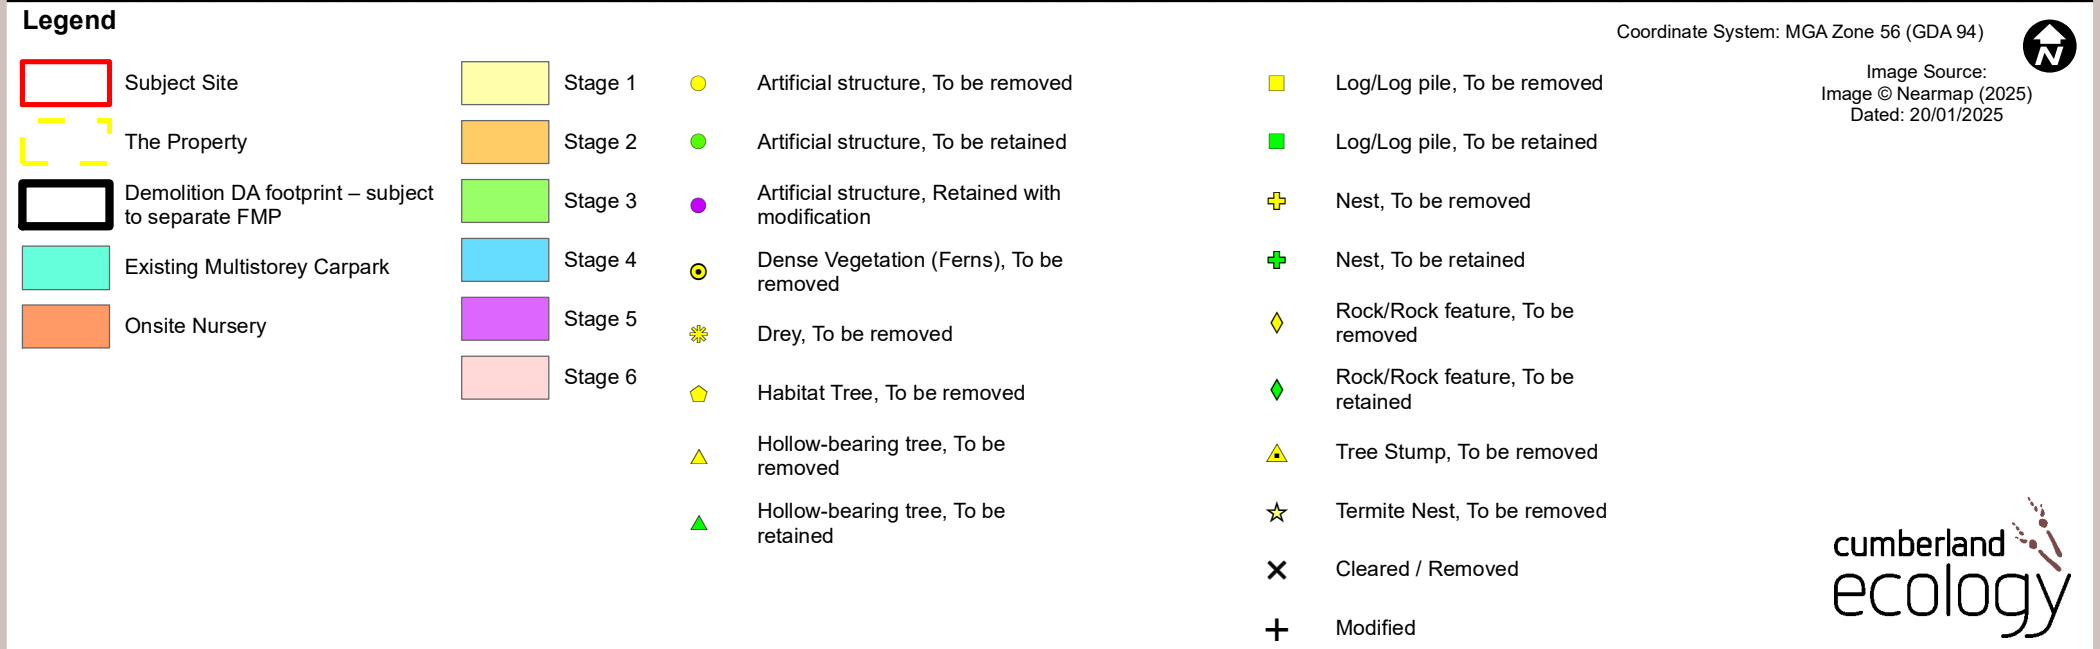 Legend
Subject Site
The Property
Demolition DA footprint – subject
to separate FMP
Existing Multistorey Carpark
Onsite Nursery
Stage 1
Stage 2
Stage 3
Stage 4
Stage 5
Stage 6
Artificial structure, To be removed
Artificial structure, To be retained
Artificial structure, Retained with
modification
Dense Vegetation (Ferns), To be
removed
Drey, To be removed
Habitat Tree, To be removed
Hollow-bearing tree, To be
removed
Hollow-bearing tree, To be
retained
Log/Log pile, To be removed
Log/Log pile, To be retained
Nest, To be removed
Nest, To be retained
Rock/Rock feature, To be
removed
Rock/Rock feature, To be
retained
Tree Stump, To be removed
Termite Nest, To be removed
Cleared / Removed
Modified
Coordinate System: MGA Zone 56 (GDA 94)
N
Image Source:
Image © Nearmap (2025)
Dated: 20/01/2025
cumberland
ecology